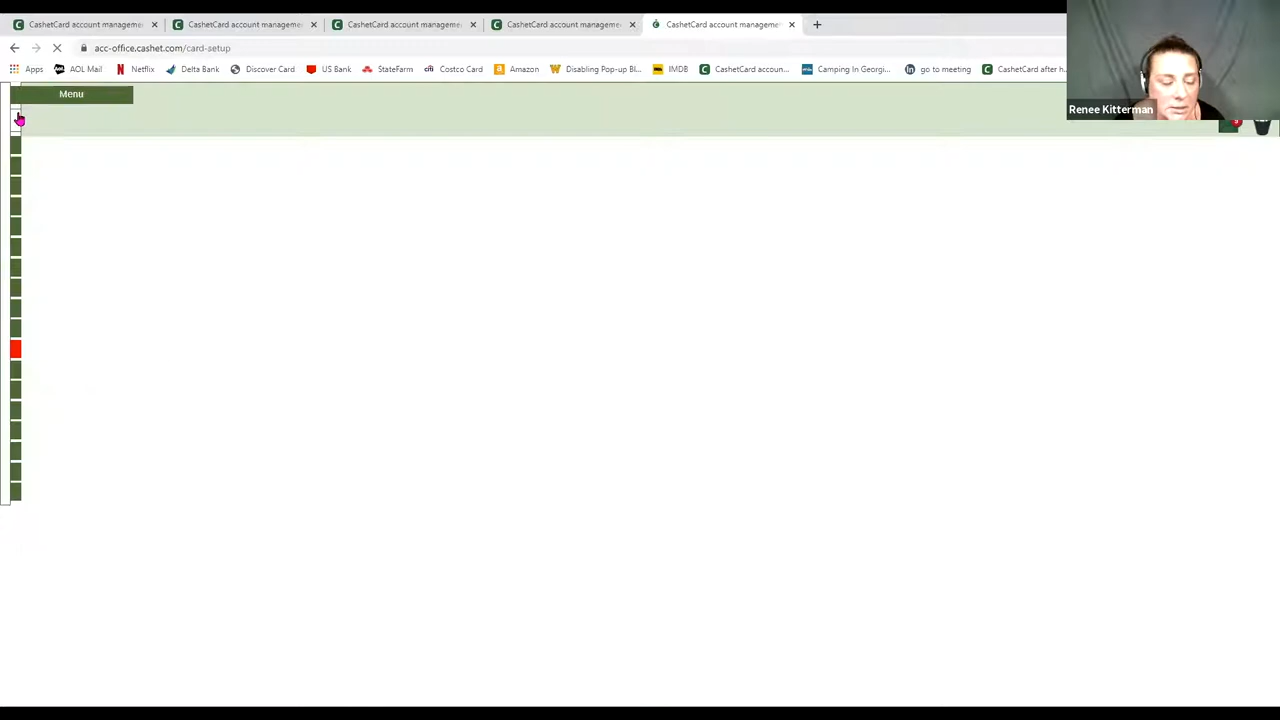 CashetCard account manageme CashetCard account manageme CashetCard account manageme CashetCard account manageme CashetCard account manageme
acc-office.cashet.com/card-setup
Apps AOL Mail Netflix Delta Bank Discover Card US Bank StateFarm citi Costco Card Amazon Disabling Pop-up Bl... IMDB CashetCard accoun... Camping In Georgi... go to meeting CashetCard after h
Menu
Renee Kitterman